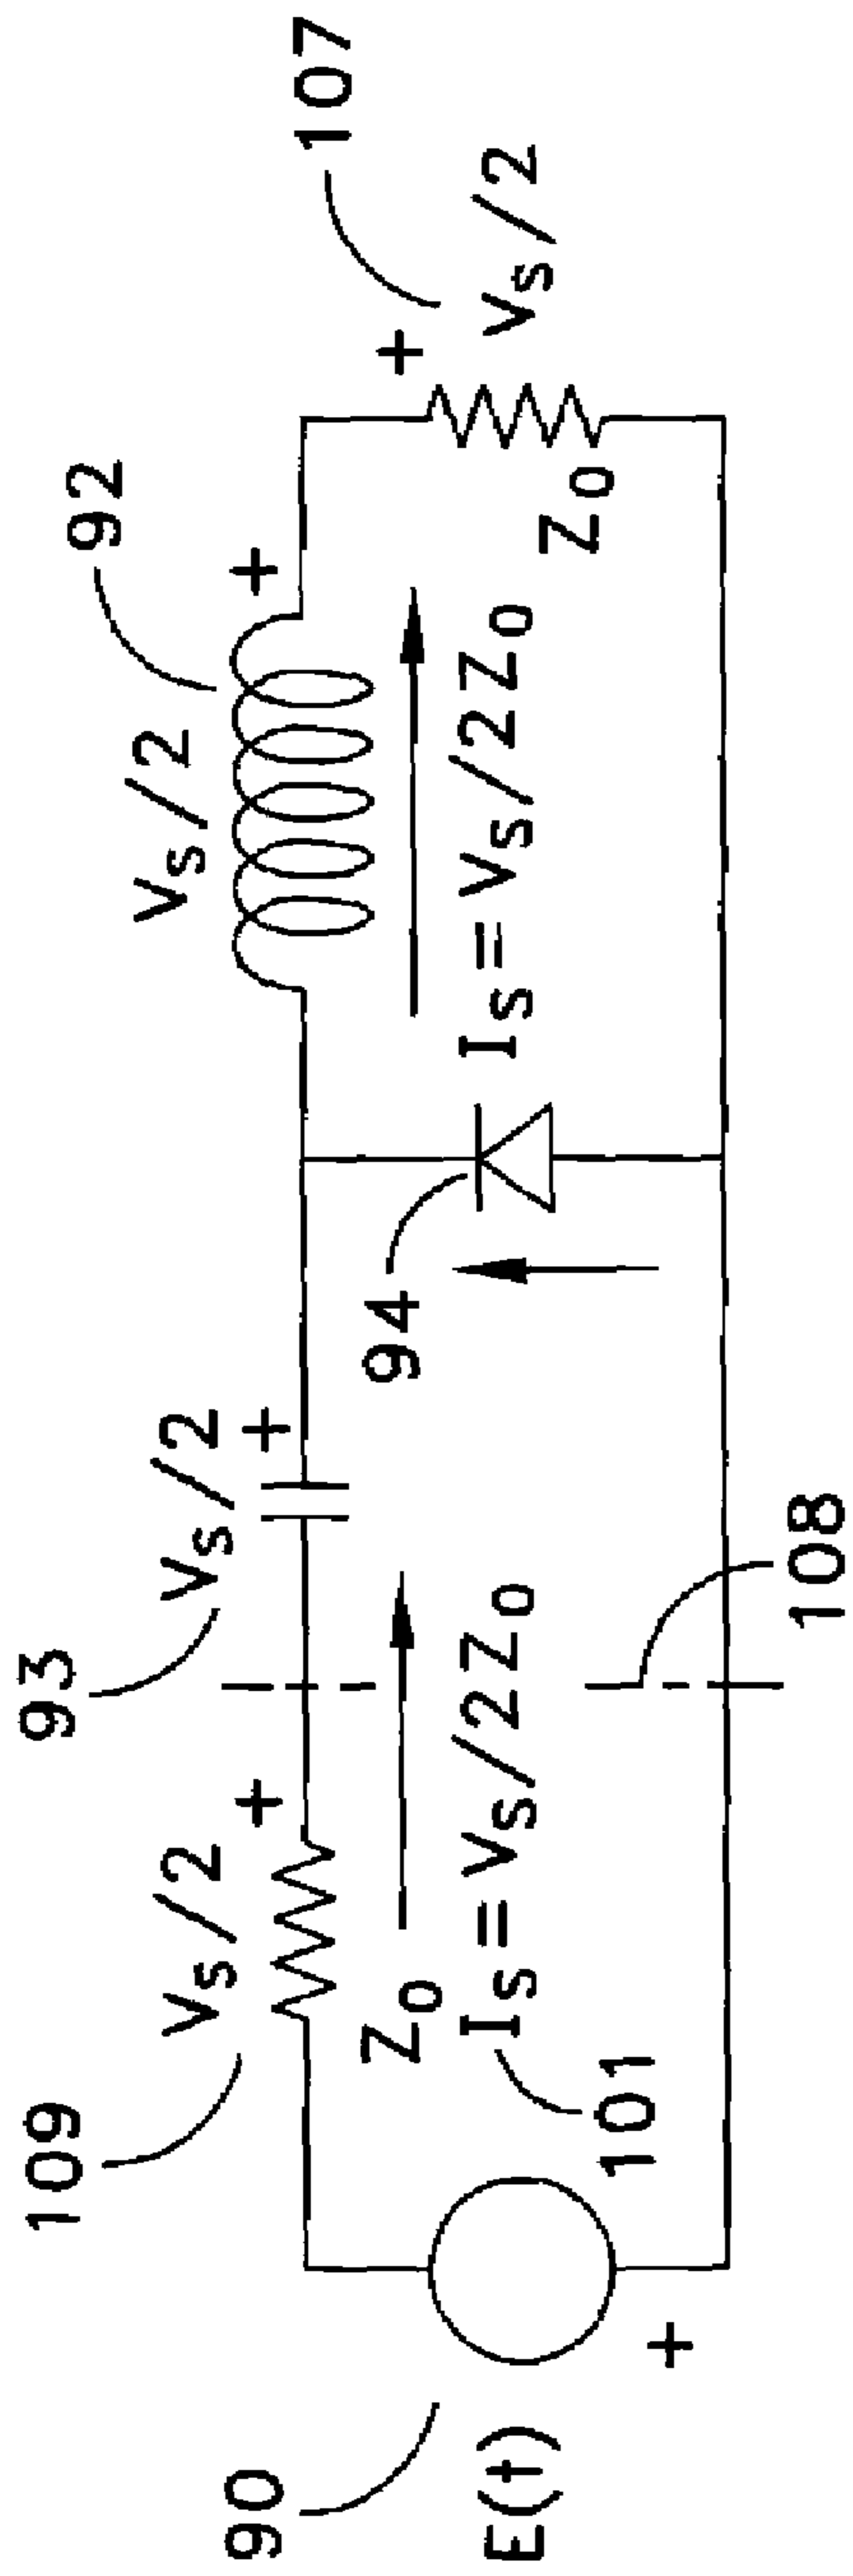 109
93
92
107
Vs/2
Vs/2
Vs/2
+
+
+
+
Vs/2
Zo
Zo
94
90
E(t)
+
101
Is=Vs/2Zo
Is=Vs/2Zo
108